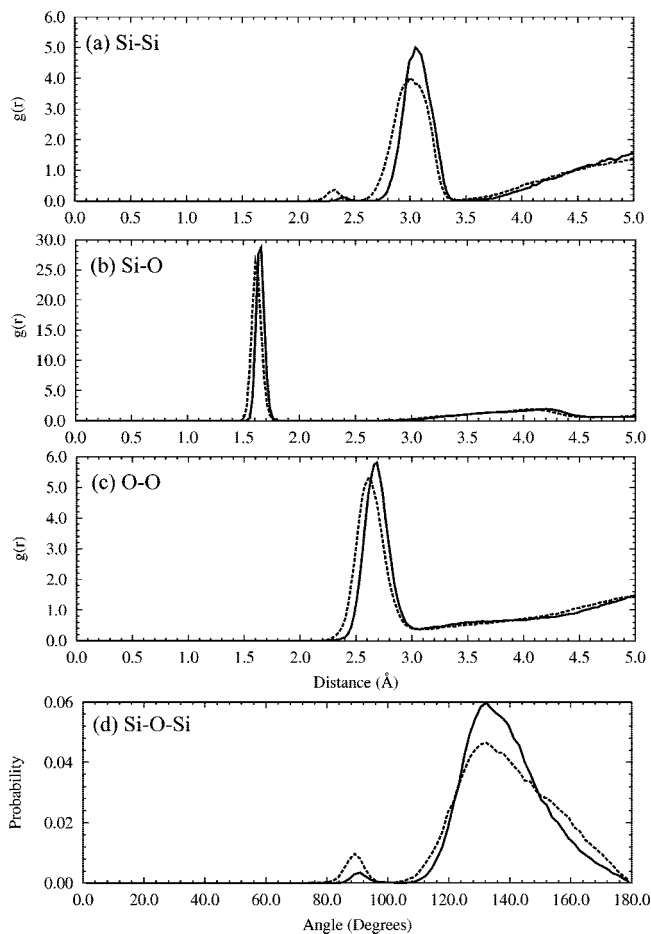 6.0
5.0
4.0
3.0
2.0
1.0
0.0
g(r)
(a) Si-Si
0.0 0.5 1.0 1.5 2.0 2.5 3.0 3.5 4.0 4.5 5.0
30.0
25.0
20.0
15.0
10.0
5.0
0.0
g(r)
(b) Si-O
0.0 0.5 1.0 1.5 2.0 2.5 3.0 3.5 4.0 4.5 5.0
6.0
5.0
4.0
3.0
2.0
1.0
0.0
g(r)
(c) O-O
0.0 0.5 1.0 1.5 2.0 2.5 3.0 3.5 4.0 4.5 5.0
Distance (Å)
0.06
0.04
0.02
0.00
Probability
(d) Si-O-Si
0.0 20.0 40.0 60.0 80.0 100.0 120.0 140.0 160.0 180.0
Angle (Degrees)